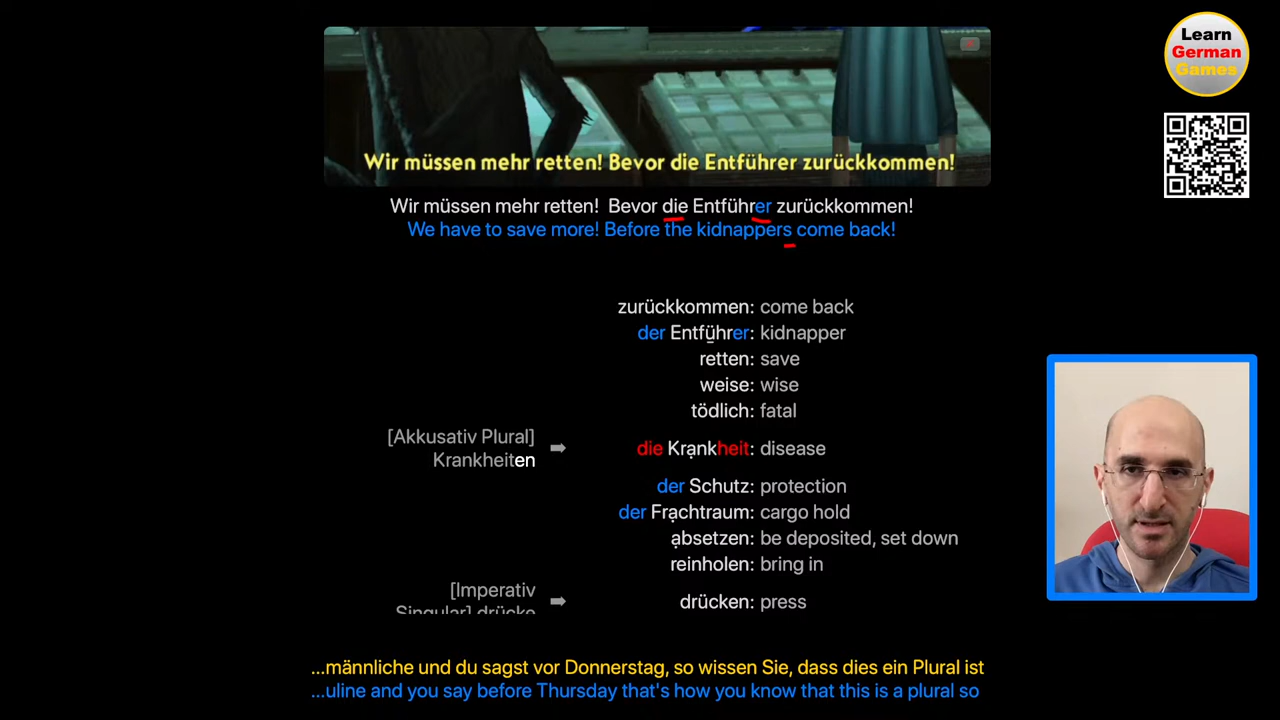 Learn
German
Games
Wir müssen mehr retten! Bevor die Entführer zurückkommen!
Wir müssen mehr retten!  Bevor die Entführer zurückkommen!
We have to save more! Before the kidnappers come back!
zurückkommen: come back
der Entführer: kidnapper
retten: save
weise: wise
tödlich: fatal
[Akkusativ Plural]
Krankheiten
➡ die Krankheit: disease
der Schutz: protection
der Frachtraum: cargo hold
absetzen: be deposited, set down
reinholen: bring in
[Imperativ
Singular] drücke
➡ drücken: press
...männliche und du sagst vor Donnerstag, so wissen Sie, dass dies ein Plural ist
...uline and you say before Thursday that's how you know that this is a plural so